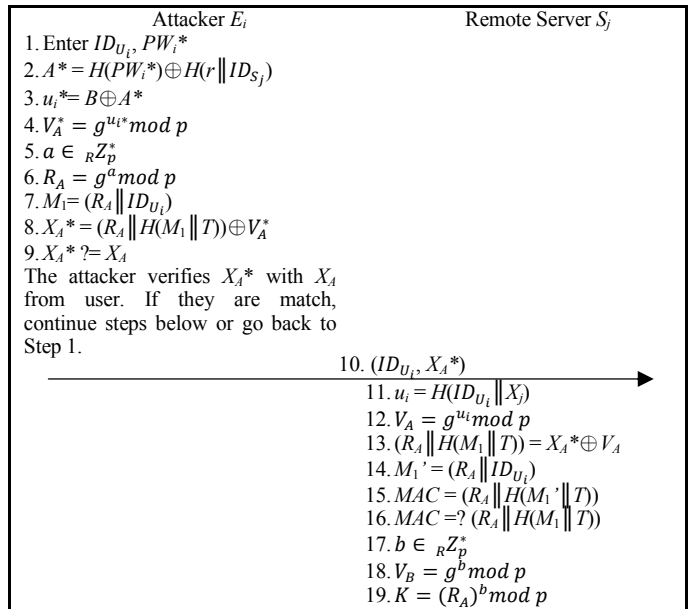 Attacker E_i Remote Server S_j
1. Enter ID_{U_i}, PW_i*
2. A* = H(PW_i*)⊕H(r‖ID_{S_j})
3. u_i*= B⊕A*
4. V_A^* = g^{u_i*} mod p
5. a ∈ _R Z_p^*
6. R_A = g^a mod p
7. M_1= (R_A‖ID_{U_i})
8. X_A* = (R_A‖H(M_1‖T))⊕V_A^*
9. X_A* ?= X_A
The attacker verifies X_A* with X_A
from user. If they are match,
continue steps below or go back to
Step 1.
10. (ID_{U_i}, X_A*)
11. u_i = H(ID_{U_i}‖X_j)
12. V_A = g^{u_i} mod p
13. (R_A‖H(M_1‖T)) = X_A*⊕V_A
14. M_1’ = (R_A‖ID_{U_i})
15. MAC = (R_A‖H(M_1’‖T))
16. MAC =? (R_A‖H(M_1‖T))
17. b ∈ _R Z_p^*
18. V_B = g^b mod p
19. K = (R_A)^b mod p